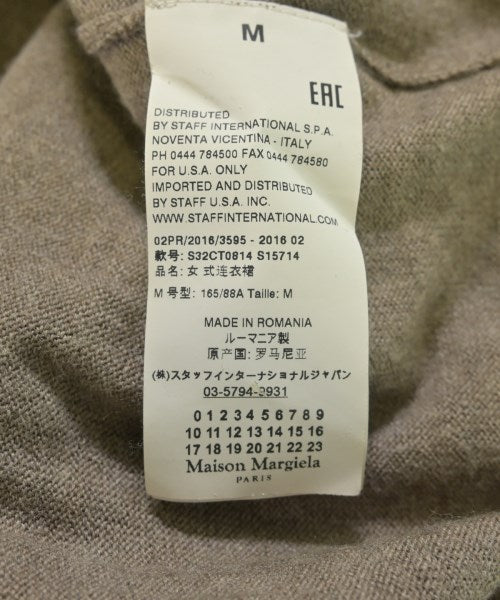 M
EAC
DISTRIBUTED
BY STAFF INTERNATIONAL S.P.A.
NOVENTA VICENTINA - ITALY
PH 0444 784500 FAX 0444 784580
FOR U.S.A. ONLY
IMPORTED AND DISTRIBUTED
BY STAFF U.S.A. INC.
WWW.STAFFINTERNATIONAL.COM
02PR/2016/3595 - 2016 02
款号: S32CT0814 S15714
品名: 女 式连衣裙
M 号型: 165/88A Taille: M
MADE IN ROMANIA
ルーマニア製
原产国: 罗马尼亚
(株)スタッフインターナショナルジャパン
03-5794-2931
0 1 2 3 4 5 6 7 8 9
10 11 12 13 14 15 16
17 18 19 20 21 22 23
Maison Margiela
PARIS